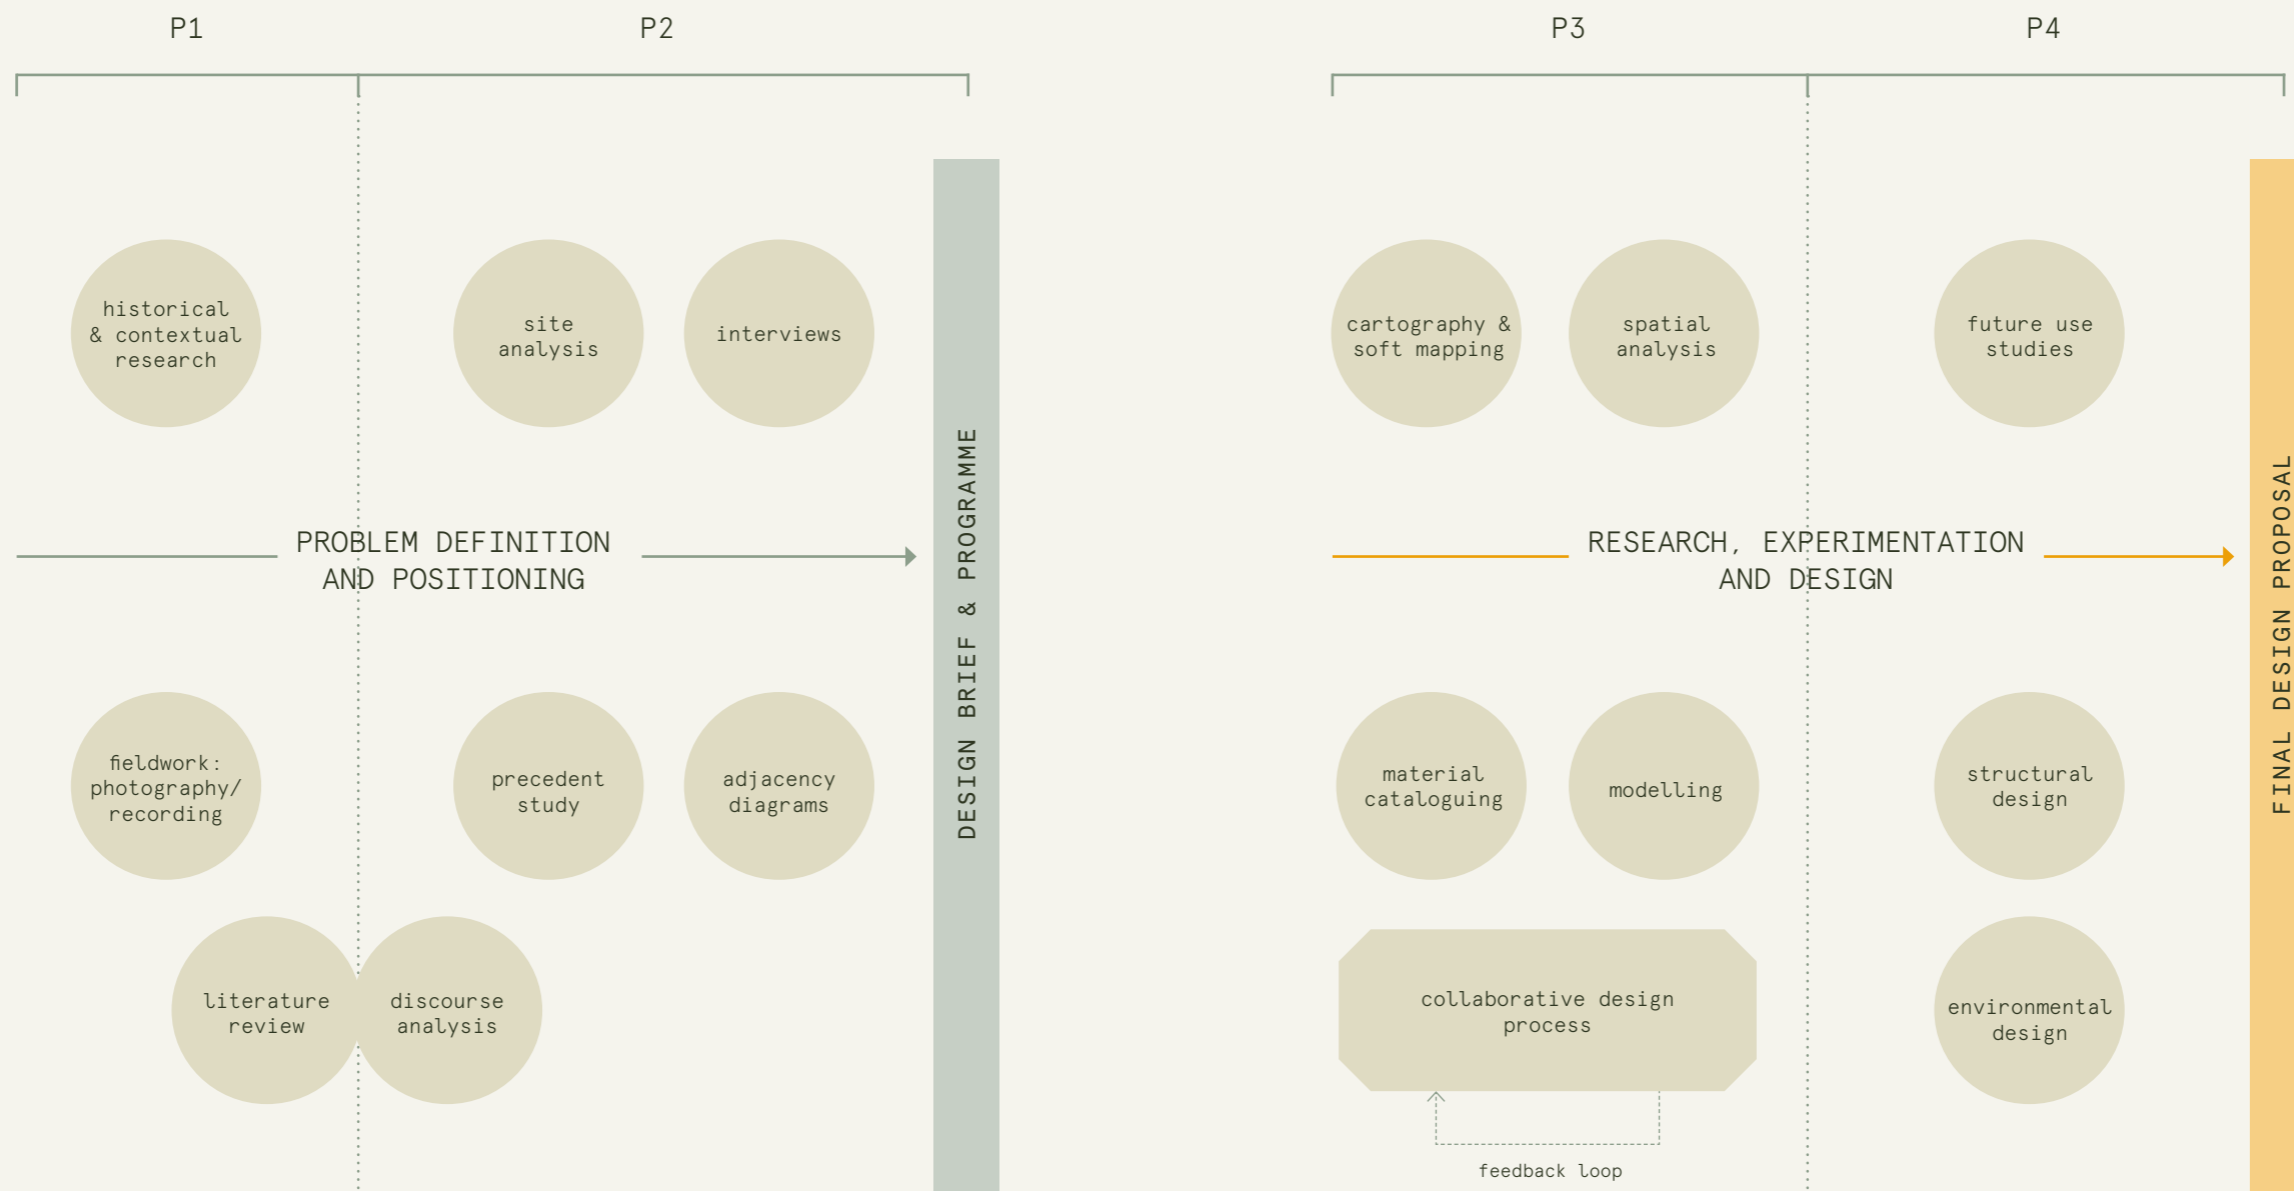 P1
P2
P3
P4
historical
& contextual
research
site
analysis
interviews
cartography &
soft mapping
spatial
analysis
future use
studies
PROBLEM DEFINITION
AND POSITIONING
DESIGN BRIEF & PROGRAMME
RESEARCH, EXPERIMENTATION
AND DESIGN
FINAL DESIGN PROPOSAL
fieldwork:
photography/
recording
precedent
study
adjacency
diagrams
material
cataloguing
modelling
structural
design
literature
review
discourse
analysis
collaborative design
process
environmental
design
feedback loop